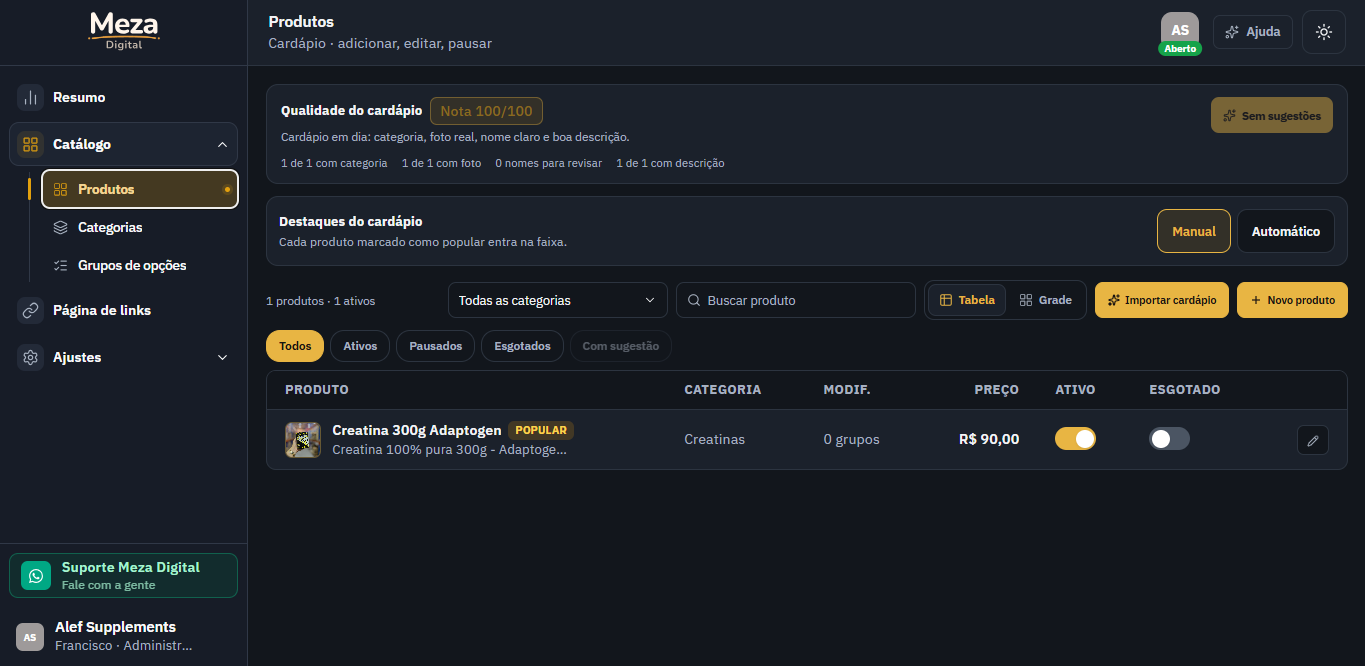 Meza
Digital
Produtos
Cardápio · adicionar, editar, pausar
AS
Aberto
Ajuda
Resumo
Catálogo
Produtos
Categorias
Grupos de opções
Página de links
Ajustes
Qualidade do cardápio Nota 100/100
Sem sugestões
Cardápio em dia: categoria, foto real, nome claro e boa descrição.
1 de 1 com categoria 1 de 1 com foto 0 nomes para revisar 1 de 1 com descrição
Destaques do cardápio
Cada produto marcado como popular entra na faixa.
Manual Automático
1 produtos · 1 ativos Todas as categorias Buscar produto Tabela Grade Importar cardápio + Novo produto
Todos Ativos Pausados Esgotados Com sugestão
PRODUTO CATEGORIA MODIF. PREÇO ATIVO ESGOTADO
Creatina 300g Adaptogen POPULAR
Creatina 100% pura 300g - Adaptoge...
Creatinas 0 grupos R$ 90,00
Suporte Meza Digital
Fale com a gente
AS
Alef Supplements
Francisco · Administr...